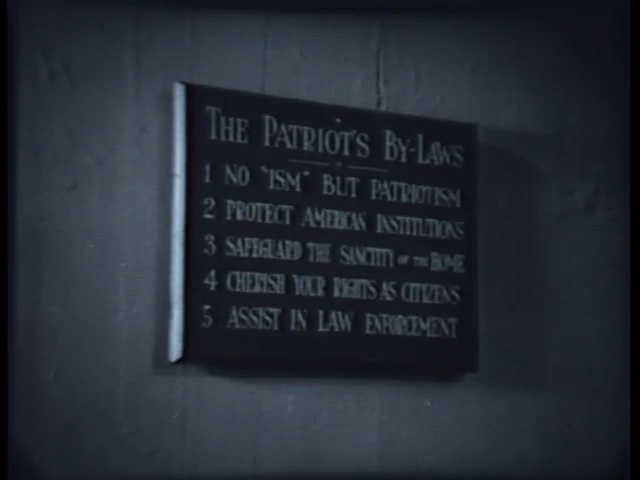 THE PATRIOT'S BY-LAWS
1 NO "ISM" BUT PATRIOTISM
2 PROTECT AMERICAN INSTITUTIONS
3 SAFEGUARD THE SANCTITY OF THE HOME
4 CHERISH YOUR RIGHTS AS CITIZENS
5 ASSIST IN LAW ENFORCEMENT